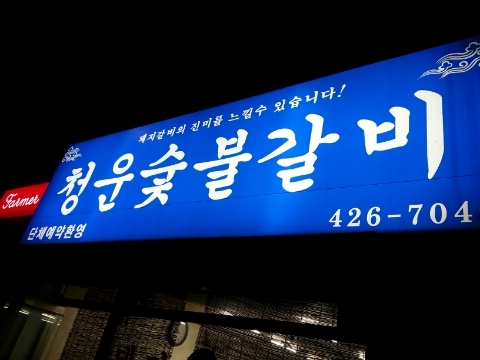 돼지갈비의 진미를 느낄수 있습니다!
청운숯불갈비
Farmer
단체예약환영
426-704